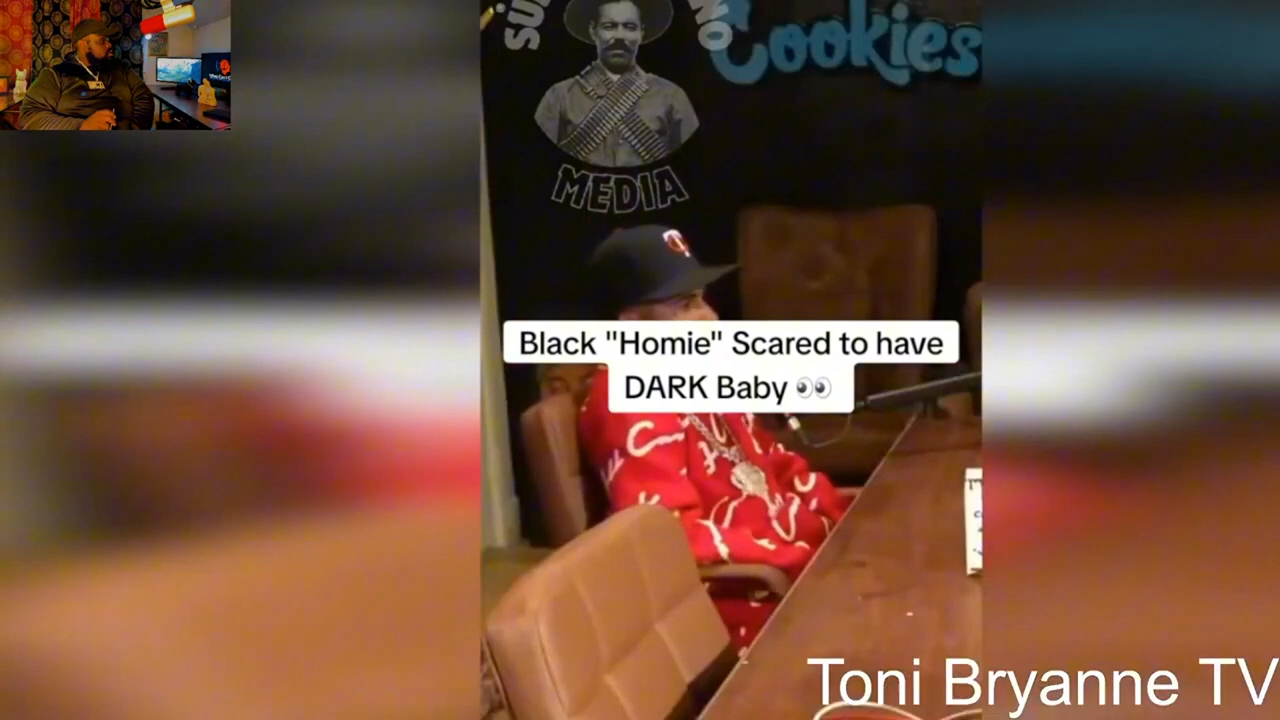 Cookies
MEDIA
Black "Homie" Scared to have
DARK Baby 👀
Toni Bryanne TV